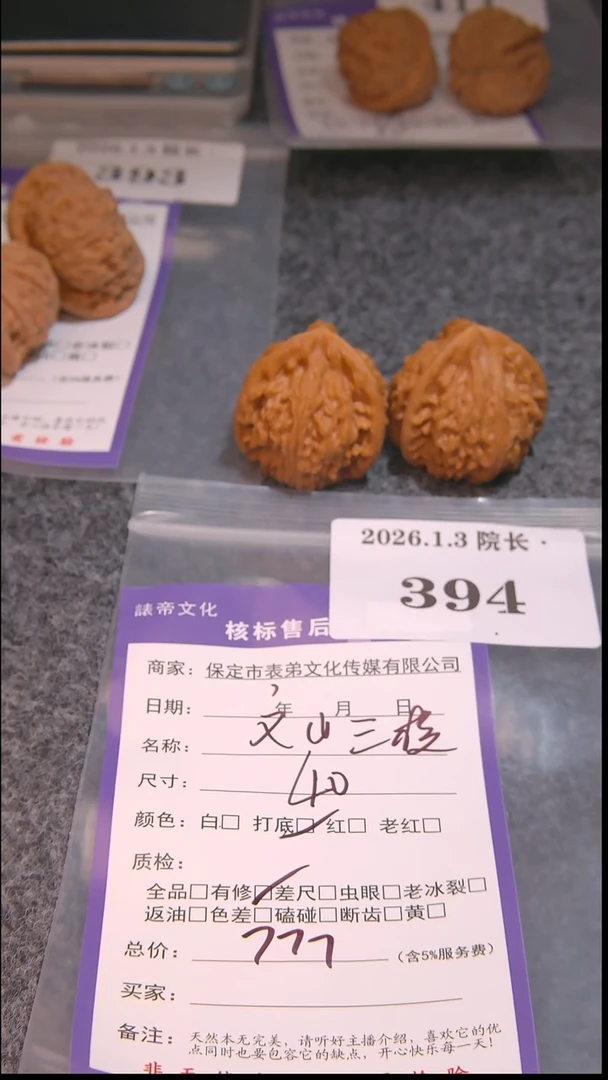 2026.1.3 院长
2026.1.3 院长·
394
表帝文化
核标售后
商家：保定市表弟文化传媒有限公司
日期： 年 月 日
名称：文山三棱
尺寸：40
颜色：白□ 打底□ 红□ 老红□
质检：
全品□有修□差尺□虫眼□老冰裂□
返油□色差□磕碰□断齿□黄□
总价：777（含5%服务费）
买家：
备注：天然本无完美，请听好主播介绍，喜欢它的优
点同时也要包容它的缺点，开心快乐每一天！